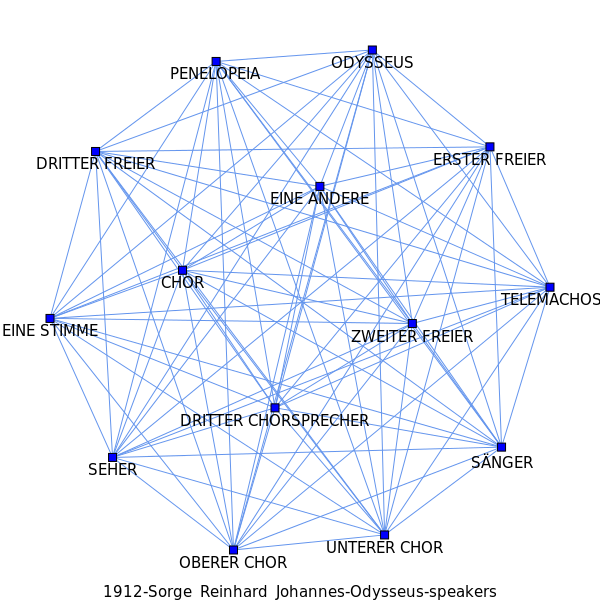 ODYSSEUS
PENELOPEIA
ERSTER FREIER
DRITTER FREIER
EINE ANDERE
CHOR
TELEMACHOS
EINE STIMME
ZWEITER FREIER
DRITTER CHORSPRECHER
SÄNGER
SEHER
UNTERER CHOR
OBERER CHOR
1912-Sorge_Reinhard_Johannes-Odysseus-speakers